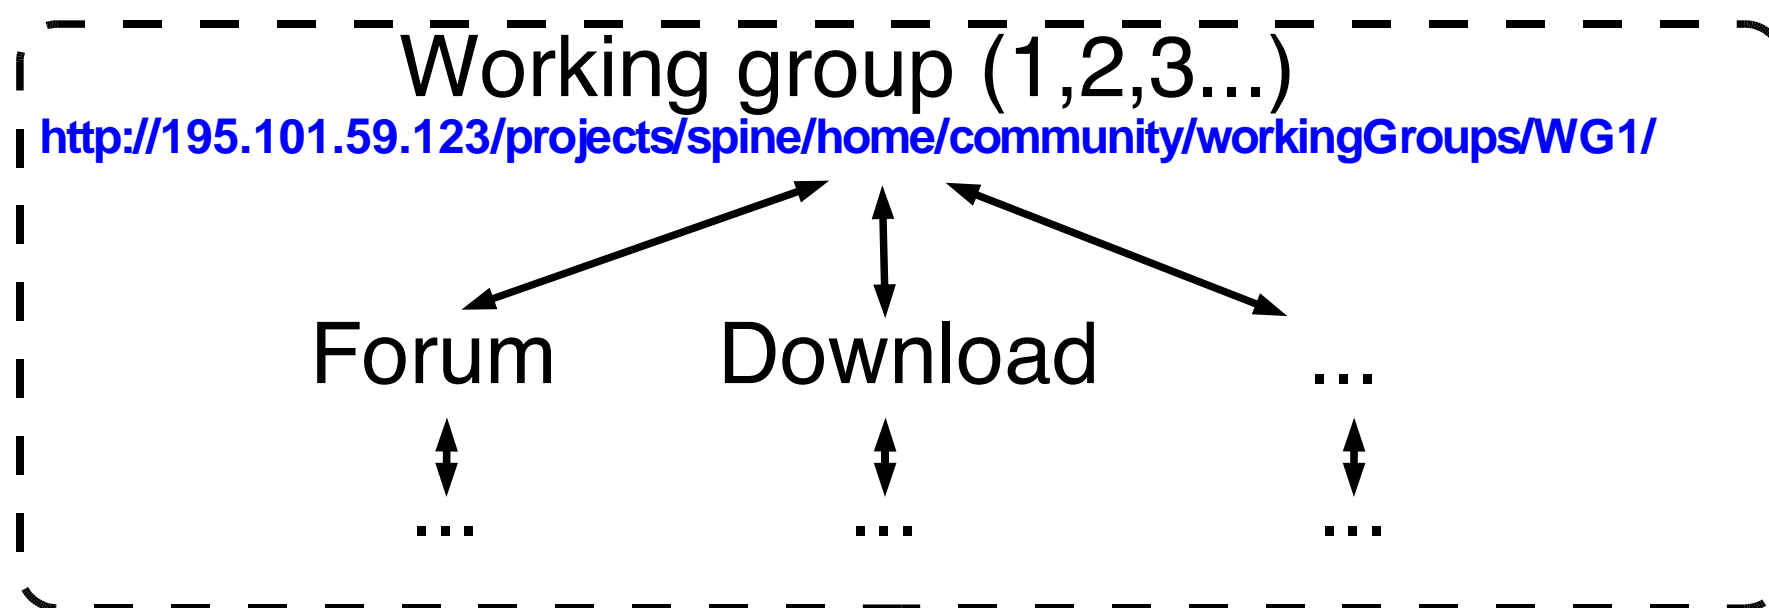 Working group (1,2,3...)
http://195.101.59.123/projects/spine/home/community/workingGroups/WG1/
Forum Download ...
... ... ...